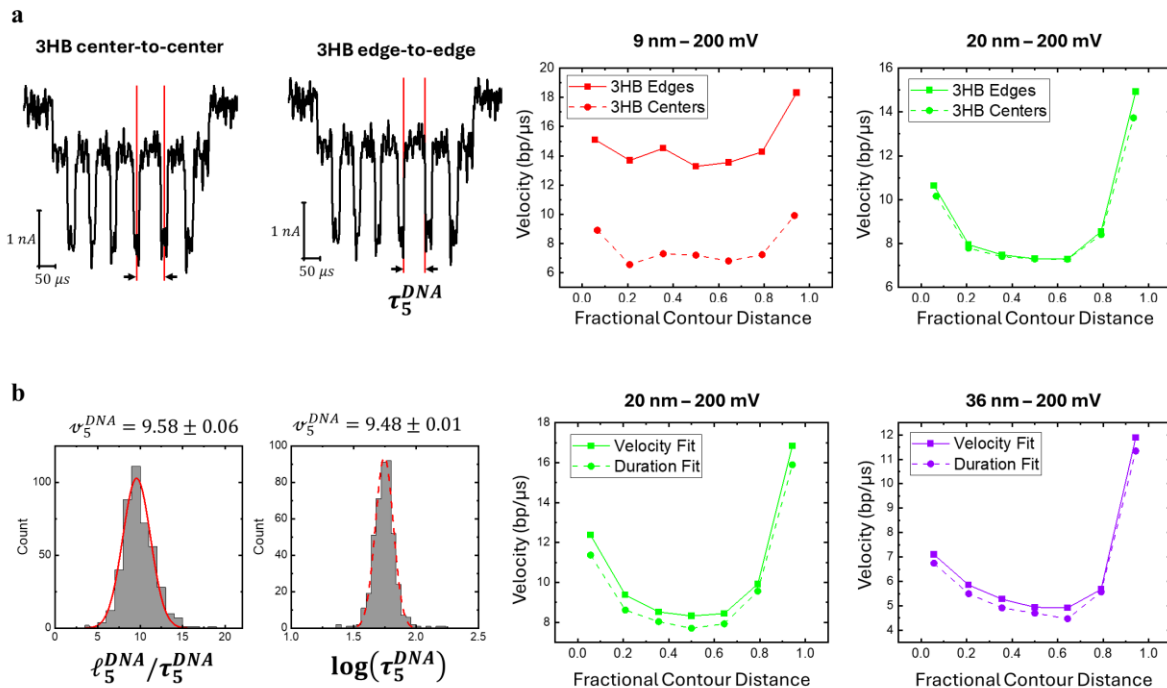 a
3HB center-to-center
1 nA
50 μs
3HB edge-to-edge
1 nA
50 μs
τ₅ᴰᴺᴬ
9 nm – 200 mV
3HB Edges
3HB Centers
20
18
16
14
12
10
8
6
Velocity (bp/μs)
0.0 0.2 0.4 0.6 0.8 1.0
Fractional Contour Distance
20 nm – 200 mV
3HB Edges
3HB Centers
16
14
12
10
8
6
Velocity (bp/μs)
0.0 0.2 0.4 0.6 0.8 1.0
Fractional Contour Distance
b
𝓋₅ᴰᴺᴬ = 9.58 ± 0.06
Count
100
50
0
0 5 10 15 20
ℓ₅ᴰᴺᴬ/τ₅ᴰᴺᴬ
𝓋₅ᴰᴺᴬ = 9.48 ± 0.01
Count
100
80
60
40
20
0
1.0 1.5 2.0 2.5
log(τ₅ᴰᴺᴬ)
20 nm – 200 mV
Velocity Fit
Duration Fit
18
16
14
12
10
8
Velocity (bp/μs)
0.0 0.2 0.4 0.6 0.8 1.0
Fractional Contour Distance
36 nm – 200 mV
Velocity Fit
Duration Fit
12
11
10
9
8
7
6
5
4
Velocity (bp/μs)
0.0 0.2 0.4 0.6 0.8 1.0
Fractional Contour Distance